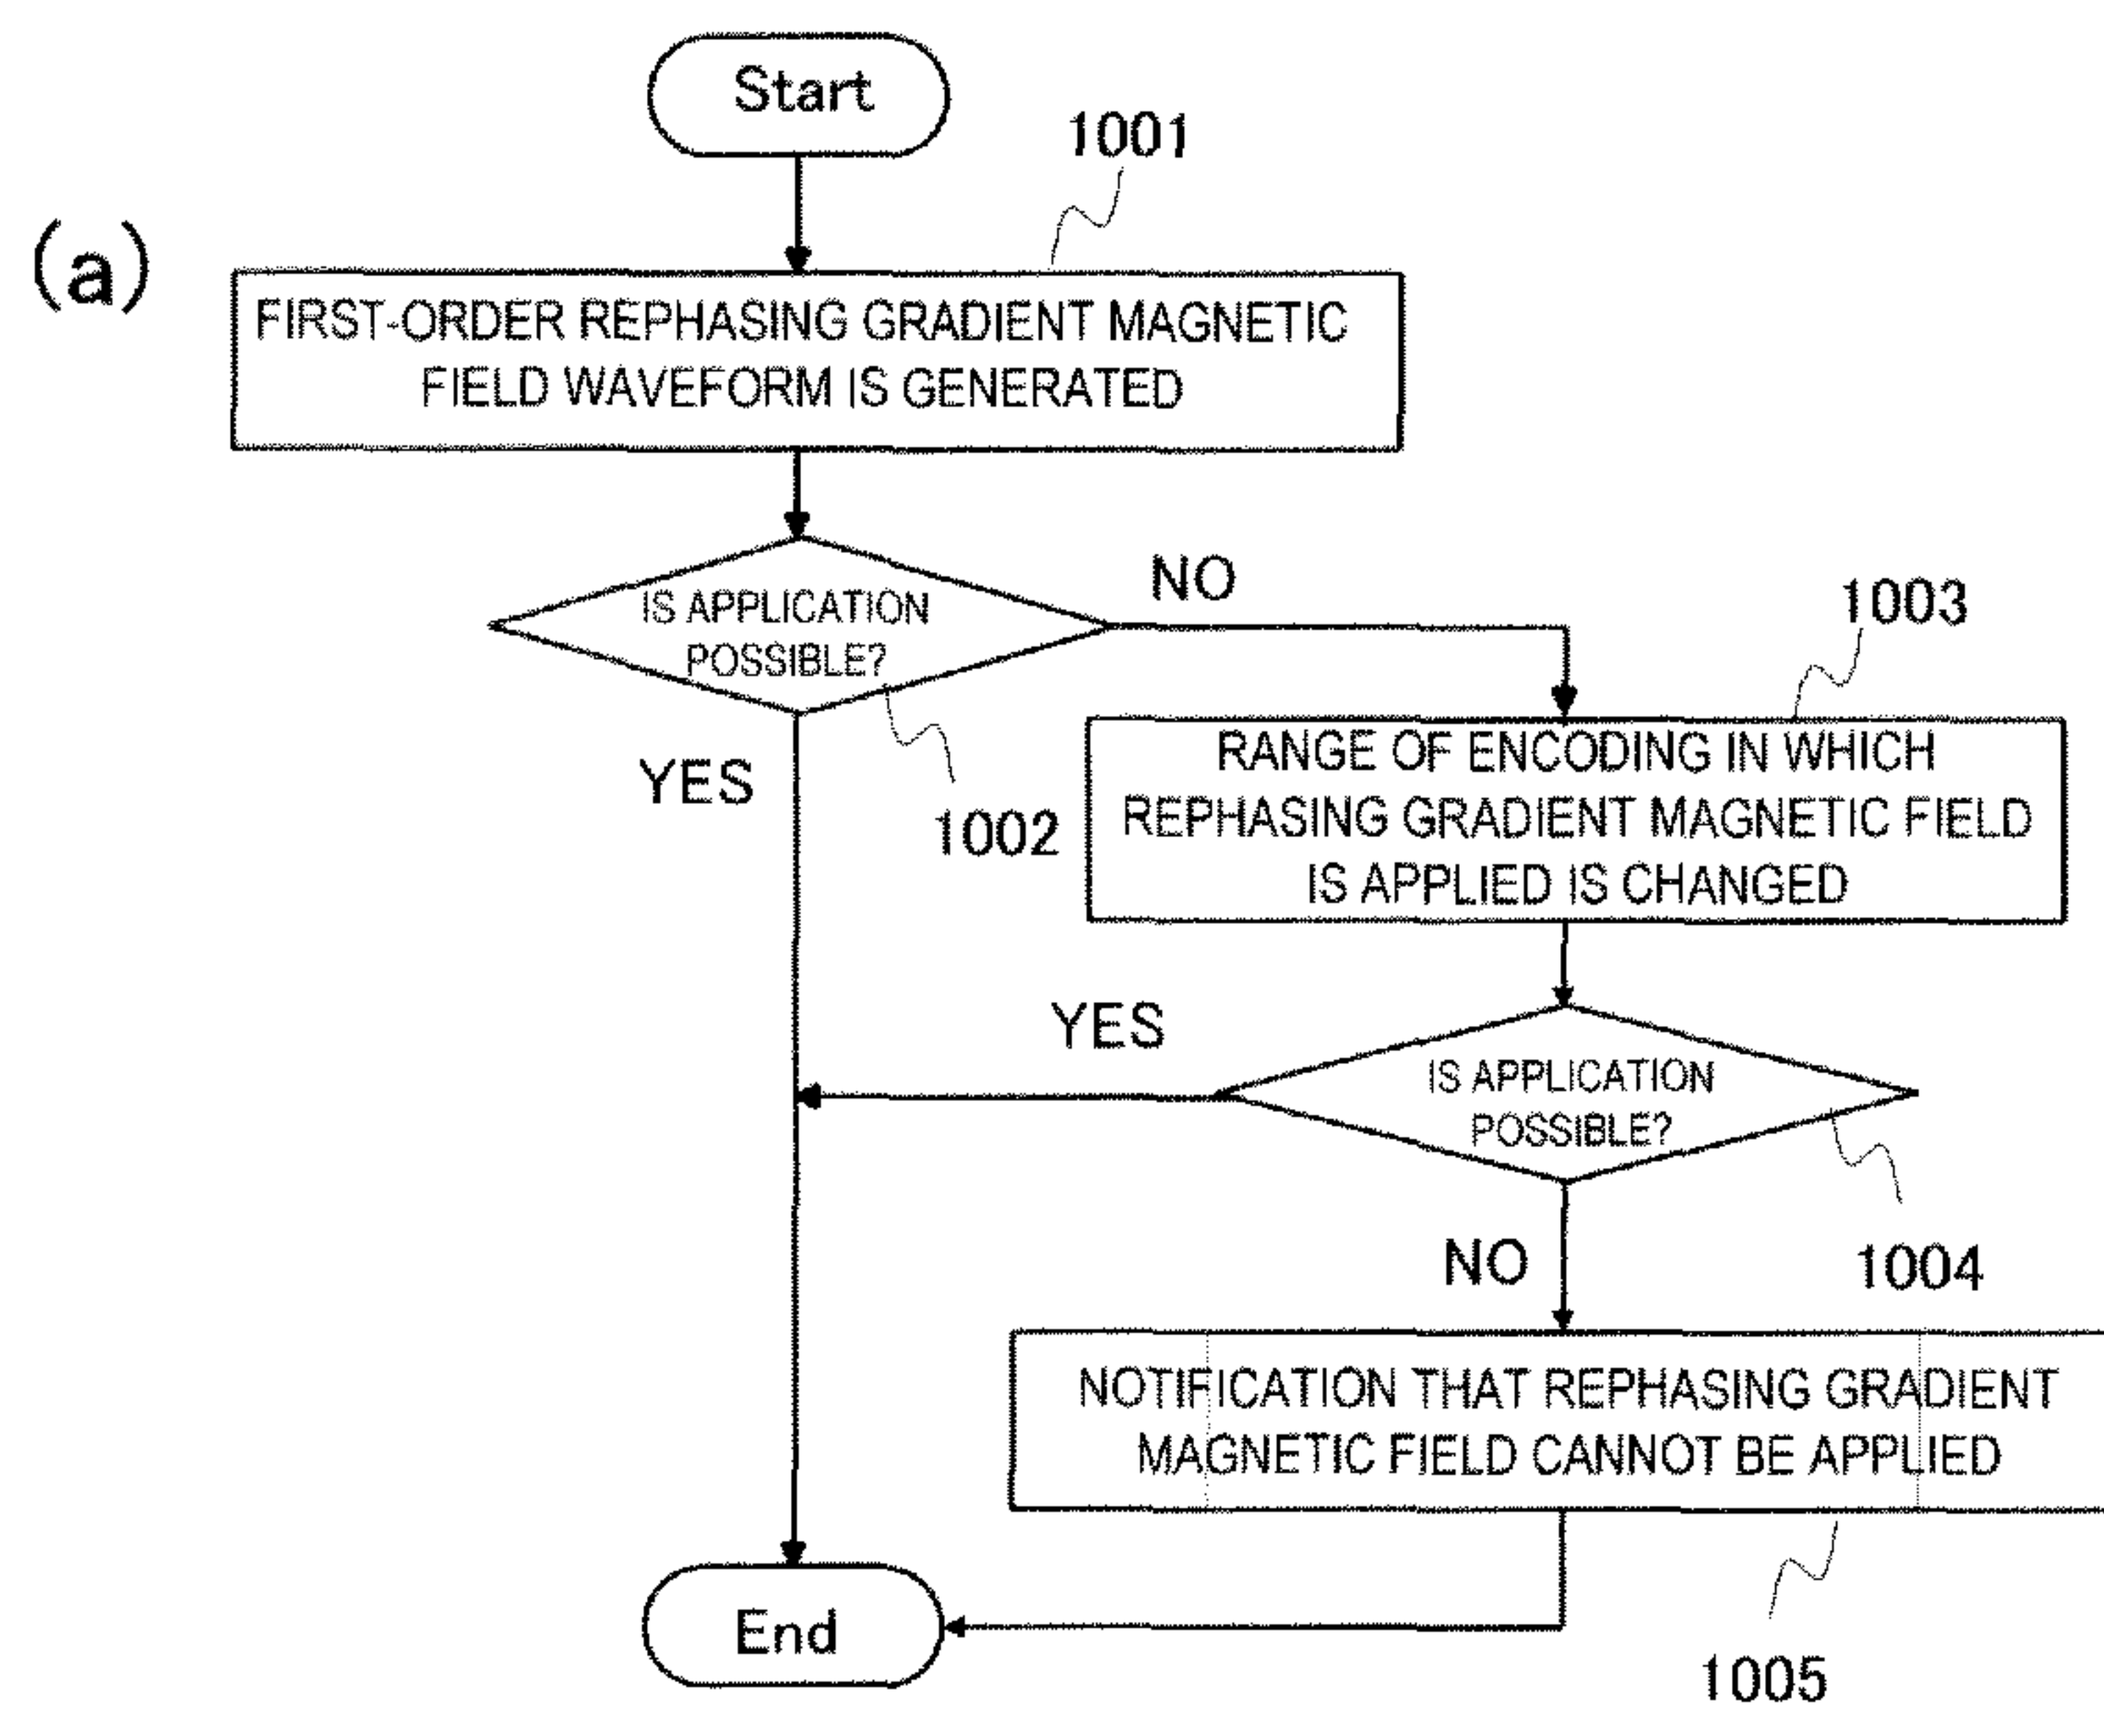 Start
1001
(a)
FIRST-ORDER REPHASING GRADIENT MAGNETIC
FIELD WAVEFORM IS GENERATED
NO
IS APPLICATION
POSSIBLE?
1003
YES
1002
RANGE OF ENCODING IN WHICH
REPHASING GRADIENT MAGNETIC FIELD
IS APPLIED IS CHANGED
YES
IS APPLICATION
POSSIBLE?
NO
1004
NOTIFICATION THAT REPHASING GRADIENT
MAGNETIC FIELD CANNOT BE APPLIED
End
1005